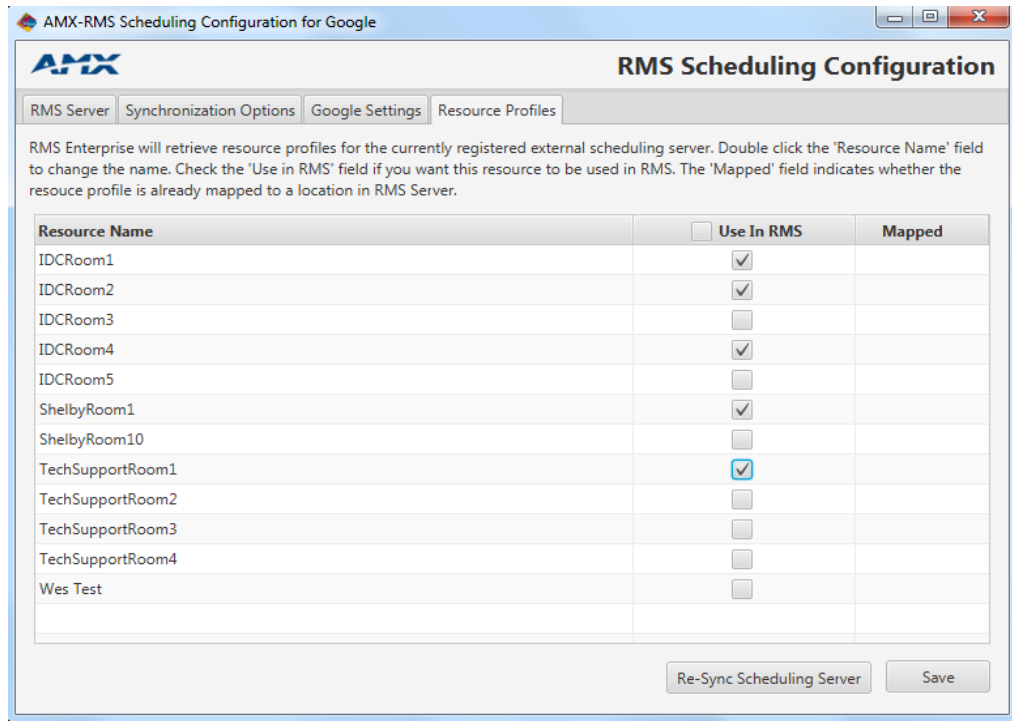 AMX-RMS Scheduling Configuration for Google
AMX
RMS Scheduling Configuration
RMS Server Synchronization Options Google Settings Resource Profiles
RMS Enterprise will retrieve resource profiles for the currently registered external scheduling server. Double click the 'Resource Name' field
to change the name. Check the 'Use in RMS' field if you want this resource to be used in RMS. The 'Mapped' field indicates whether the
resouce profile is already mapped to a location in RMS Server.
Resource Name Use In RMS Mapped
IDCRoom1
IDCRoom2
IDCRoom3
IDCRoom4
IDCRoom5
ShelbyRoom1
ShelbyRoom10
TechSupportRoom1
TechSupportRoom2
TechSupportRoom3
TechSupportRoom4
Wes Test
Re-Sync Scheduling Server Save